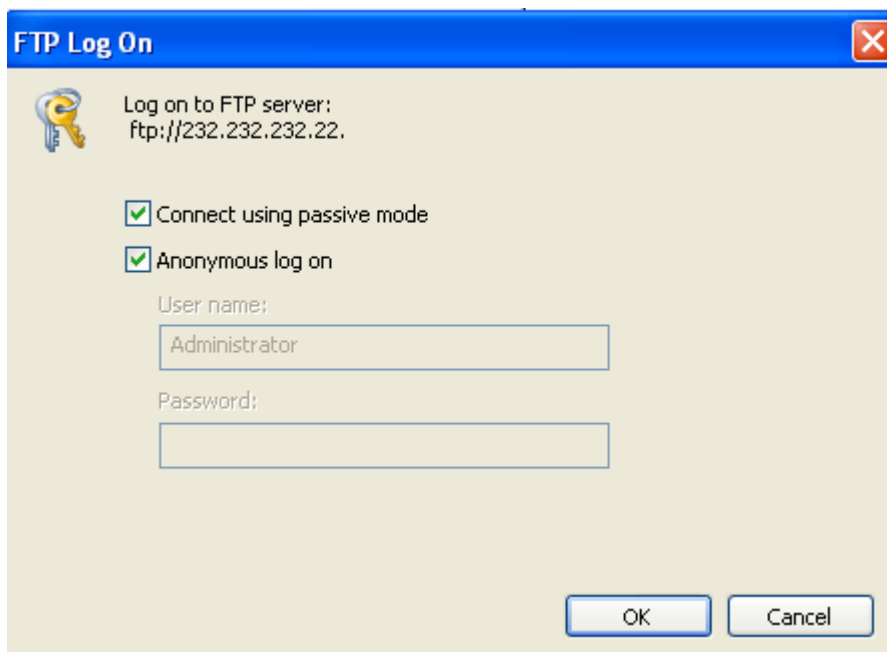 FTP Log On
Log on to FTP server:
ftp://232.232.232.22.
Connect using passive mode
Anonymous log on
User name:
Administrator
Password:
OK
Cancel